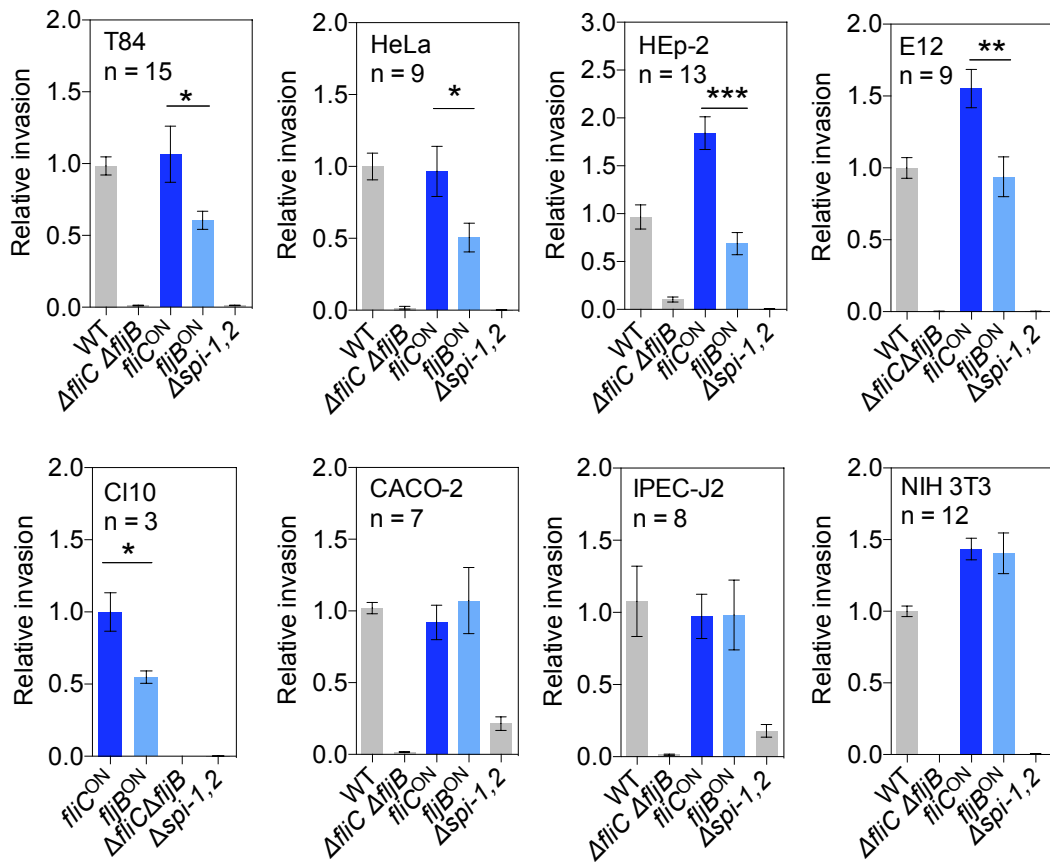 T84
n = 15
*
Relative invasion
2.0
1.5
1.0
0.5
0.0
WT
ΔfliC ΔfljB
fliCON
fljBON
Δspi-1,2
HeLa
n = 9
*
Relative invasion
2.0
1.5
1.0
0.5
0.0
WT
ΔfliC ΔfljB
fliCON
fljBON
Δspi-1,2
HEp-2
n = 13
***
Relative invasion
3.0
2.5
2.0
1.5
1.0
0.5
0.0
WT
ΔfliC ΔfljB
fliCON
fljBON
Δspi-1,2
E12
n = 9
**
Relative invasion
2.0
1.5
1.0
0.5
0.0
WT
ΔfliCΔfljB
fliCON
fljBON
Δspi-1,2
CI10
n = 3
*
Relative invasion
2.0
1.5
1.0
0.5
0.0
fliCON
fljBON
ΔfliCΔfljB
Δspi-1,2
CACO-2
n = 7
Relative invasion
2.0
1.5
1.0
0.5
0.0
WT
ΔfliC ΔfljB
fliCON
fljBON
Δspi-1,2
IPEC-J2
n = 8
Relative invasion
2.0
1.5
1.0
0.5
0.0
WT
ΔfliC ΔfljB
fliCON
fljBON
Δspi-1,2
NIH 3T3
n = 12
Relative invasion
2.0
1.5
1.0
0.5
0.0
WT
ΔfliC ΔfljB
fliCON
fljBON
Δspi-1,2